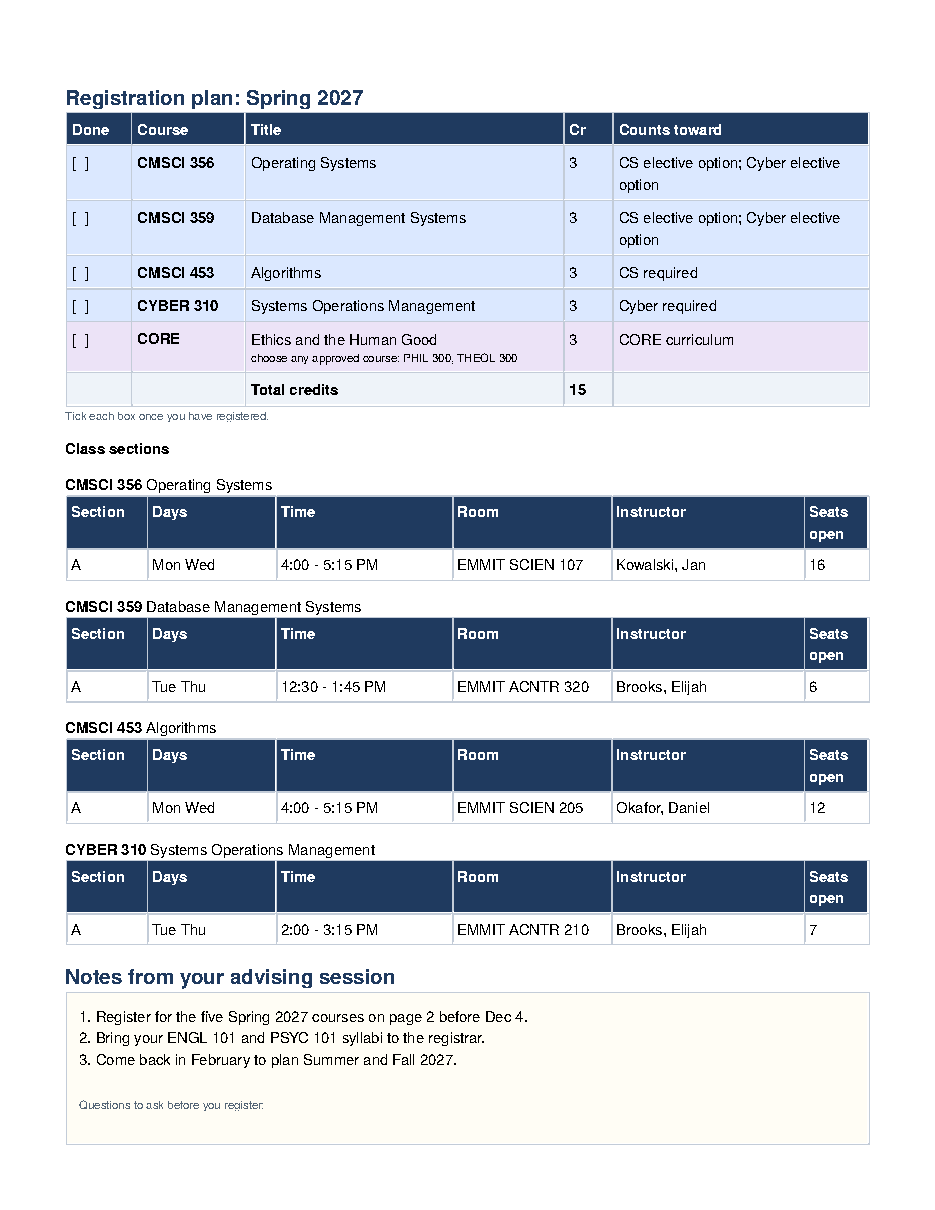 Registration plan: Spring 2027
Done Course Title Cr Counts toward
[ ] CMSCI 356 Operating Systems 3 CS elective option; Cyber elective
option
[ ] CMSCI 359 Database Management Systems 3 CS elective option; Cyber elective
option
[ ] CMSCI 453 Algorithms 3 CS required
[ ] CYBER 310 Systems Operations Management 3 Cyber required
[ ] CORE Ethics and the Human Good 3 CORE curriculum
choose any approved course: PHIL 300, THEOL 300
Total credits 15
Tick each box once you have registered.
Class sections
CMSCI 356 Operating Systems
Section Days Time Room Instructor Seats
open
A Mon Wed 4:00 - 5:15 PM EMMIT SCIEN 107 Kowalski, Jan 16
CMSCI 359 Database Management Systems
Section Days Time Room Instructor Seats
open
A Tue Thu 12:30 - 1:45 PM EMMIT ACNTR 320 Brooks, Elijah 6
CMSCI 453 Algorithms
Section Days Time Room Instructor Seats
open
A Mon Wed 4:00 - 5:15 PM EMMIT SCIEN 205 Okafor, Daniel 12
CYBER 310 Systems Operations Management
Section Days Time Room Instructor Seats
open
A Tue Thu 2:00 - 3:15 PM EMMIT ACNTR 210 Brooks, Elijah 7
Notes from your advising session
1. Register for the five Spring 2027 courses on page 2 before Dec 4.
2. Bring your ENGL 101 and PSYC 101 syllabi to the registrar.
3. Come back in February to plan Summer and Fall 2027.
Questions to ask before you register: